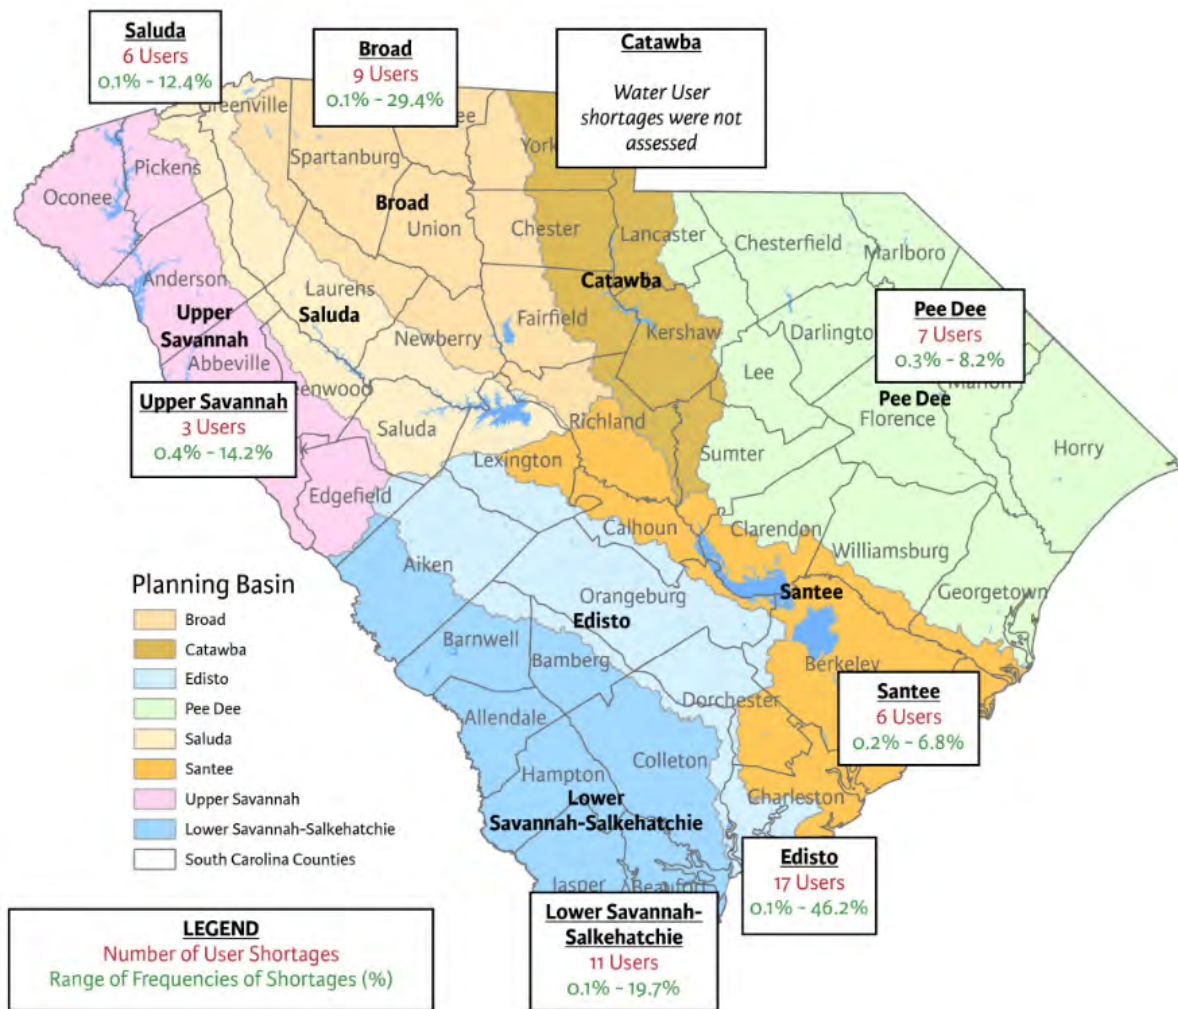 Saluda
6 Users
0.1% - 12.4%
Broad
9 Users
0.1% - 29.4%
Catawba
Water User
shortages were not
assessed
Greenville
Spartanburg
York
Pickens
Oconee
Broad
Union
Chester
Lancaster
Chesterfield
Marlboro
Anderson
Laurens
Catawba
Upper
Savannah
Saluda
Fairfield
Kershaw
Newberry
Abbeville
Darlington
Lee
Pee Dee
7 Users
0.3% - 8.2%
Marion
Pee Dee
Florence
Horry
Upper Savannah
3 Users
0.4% - 14.2%
Saluda
Richland
Sumter
Lexington
Edgefield
Calhoun
Clarendon
Williamsburg
Aiken
Orangeburg
Santee
Georgetown
Edisto
Barnwell
Bamberg
Berkeley
Dorchester
Allendale
Colleton
Hampton
Charleston
Lower
Savannah-Salkehatchie
Jasper
Beaufort
Santee
6 Users
0.2% - 6.8%
Edisto
17 Users
0.1% - 46.2%
Lower Savannah-
Salkehatchie
11 Users
0.1% - 19.7%
Planning Basin
Broad
Catawba
Edisto
Pee Dee
Saluda
Santee
Upper Savannah
Lower Savannah-Salkehatchie
South Carolina Counties
LEGEND
Number of User Shortages
Range of Frequencies of Shortages (%)